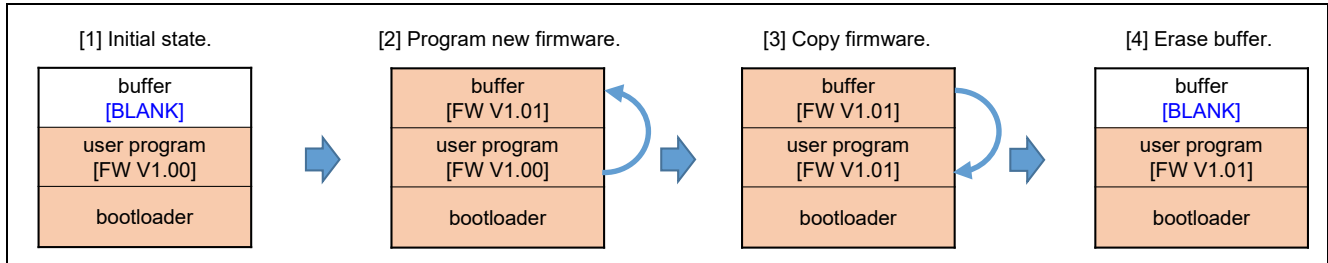 [1] Initial state.
buffer
[BLANK]
user program
[FW V1.00]
bootloader
[2] Program new firmware.
buffer
[FW V1.01]
user program
[FW V1.00]
bootloader
[3] Copy firmware.
buffer
[FW V1.01]
user program
[FW V1.01]
bootloader
[4] Erase buffer.
buffer
[BLANK]
user program
[FW V1.01]
bootloader